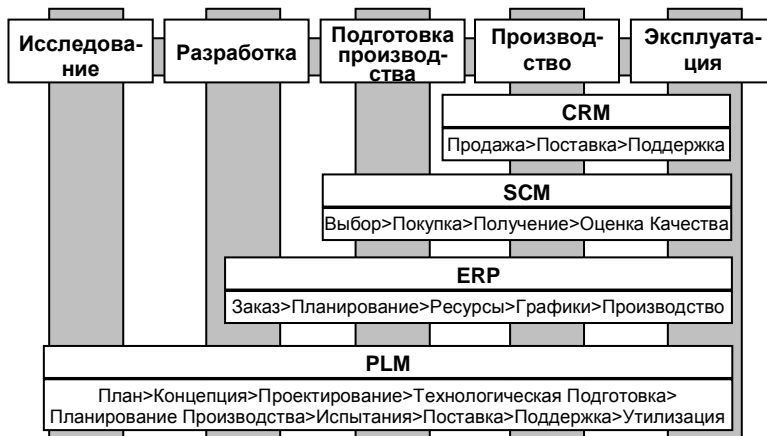 Исследова-
ние
Разработка
Подготовка
производ-
ства
Производ-
ство
Эксплуата-
ция
CRM
Продажа>Поставка>Поддержка
SCM
Выбор>Покупка>Получение>Оценка Качества
ERP
Заказ>Планирование>Ресурсы>Графики>Производство
PLM
План>Концепция>Проектирование>Технологическая Подготовка>
Планирование Производства>Испытания>Поставка>Поддержка>Утилизация